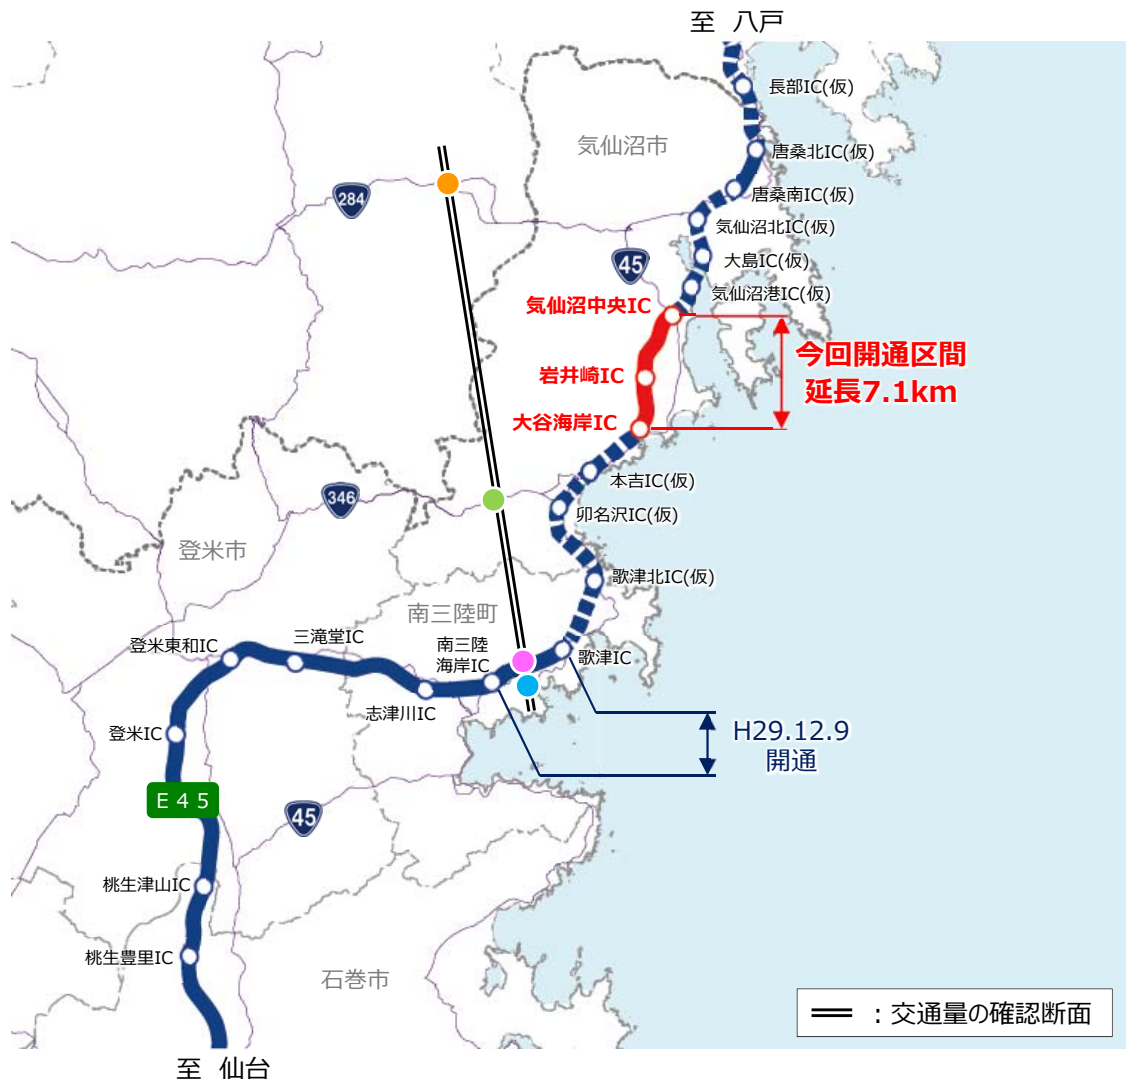 至 八戸
長部IC(仮)
気仙沼市
唐桑北IC(仮)
284
唐桑南IC(仮)
気仙沼北IC(仮)
45
大島IC(仮)
気仙沼港IC(仮)
気仙沼中央IC
今回開通区間
延長7.1km
岩井崎IC
大谷海岸IC
本吉IC(仮)
346
卯名沢IC(仮)
登米市
歌津北IC(仮)
南三陸町
三滝堂IC
登米東和IC
南三陸
海岸IC
歌津IC
志津川IC
登米IC
H29.12.9
開通
E45
45
桃生津山IC
桃生豊里IC
石巻市
：交通量の確認断面
至 仙台